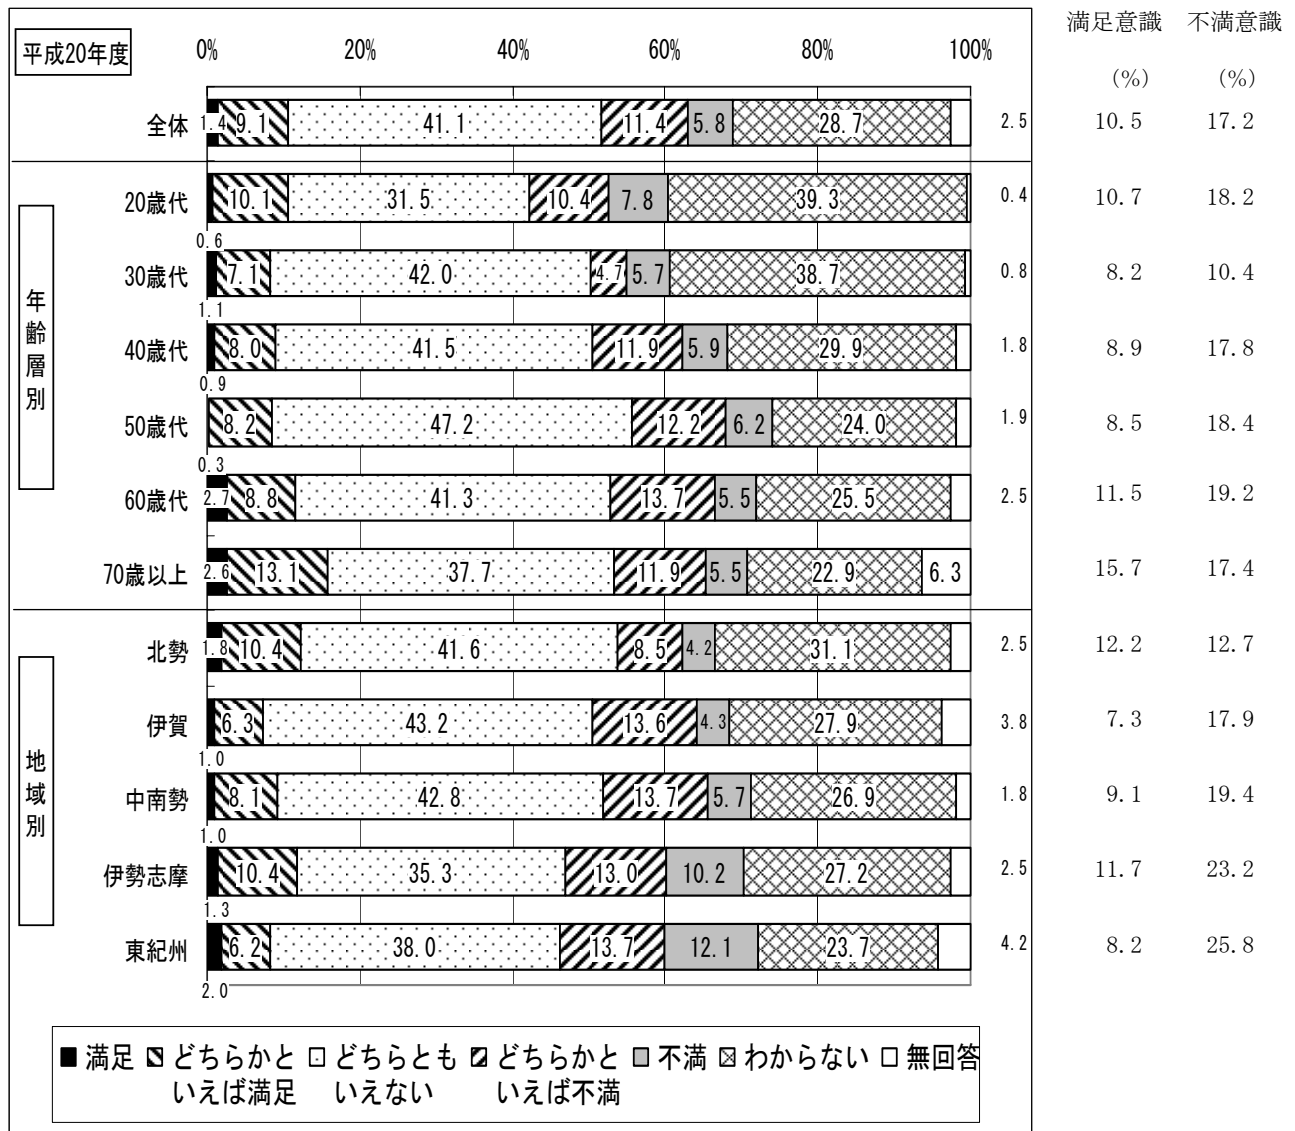 満足意識 不満意識
平成20年度 0% 20% 40% 60% 80% 100%
(%) (%)
全体 1.4 9.1 41.1 11.4 5.8 28.7 2.5 10.5 17.2
年齢層別
20歳代 10.1 31.5 10.4 7.8 39.3 0.4 10.7 18.2
0.6
30歳代 7.1 42.0 4.7 5.7 38.7 0.8 8.2 10.4
1.1
40歳代 8.0 41.5 11.9 5.9 29.9 1.8 8.9 17.8
0.9
50歳代 8.2 47.2 12.2 6.2 24.0 1.9 8.5 18.4
0.3
60歳代 2.7 8.8 41.3 13.7 5.5 25.5 2.5 11.5 19.2
70歳以上 2.6 13.1 37.7 11.9 5.5 22.9 6.3 15.7 17.4
地域別
北勢 1.8 10.4 41.6 8.5 4.2 31.1 2.5 12.2 12.7
伊賀 6.3 43.2 13.6 4.3 27.9 3.8 7.3 17.9
1.0
中南勢 8.1 42.8 13.7 5.7 26.9 1.8 9.1 19.4
1.0
伊勢志摩 10.4 35.3 13.0 10.2 27.2 2.5 11.7 23.2
1.3
東紀州 6.2 38.0 13.7 12.1 23.7 4.2 8.2 25.8
2.0
満足 どちらかと どちらとも どちらかと 不満 わからない 無回答
いえば満足 いえない いえば不満